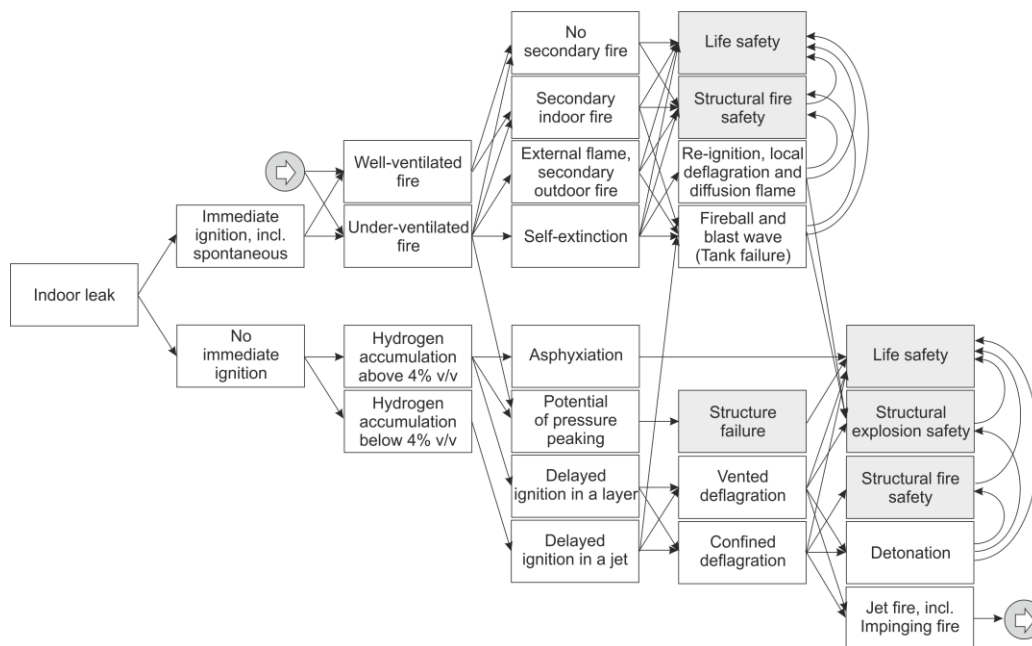 No
secondary fire
Life safety
Secondary
indoor fire
Structural fire
safety
Well-ventilated
fire
External flame,
secondary
outdoor fire
Re-ignition, local
deflagration and
diffusion flame
Immediate
ignition, incl.
spontaneous
Under-ventilated
fire
Self-extinction
Fireball and
blast wave
(Tank failure)
Indoor leak
No
immediate
ignition
Hydrogen
accumulation
above 4% v/v
Asphyxiation
Life safety
Hydrogen
accumulation
below 4% v/v
Potential
of pressure
peaking
Structure
failure
Structural
explosion safety
Delayed
ignition in a layer
Vented
deflagration
Structural fire
safety
Delayed
ignition in a jet
Confined
deflagration
Detonation
Jet fire, incl.
Impinging fire